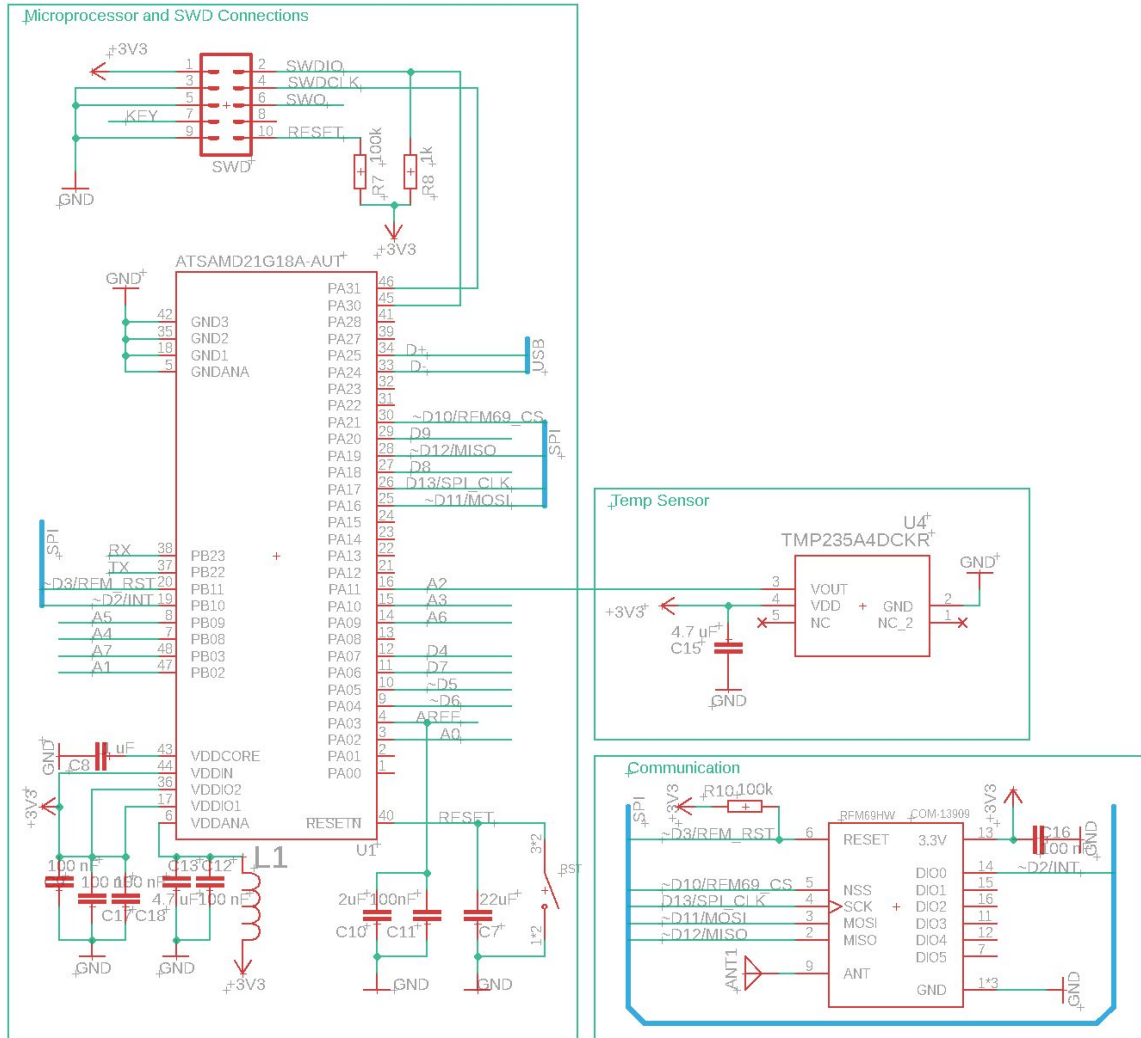 Microprocessor and SWD Connections
+3V3
1 2 SWDIO
3 4 SWDCLK
5 6 SWO
KEY 7 8
9 10 RESET
SWD
R7 100k
R8 1k
GND
+3V3
ATSAMD21G18A-AUT
GND
PA31 46
PA30 45
PA28 41
PA27 39
PA25 34 D+
PA24 33 D-
USB
PA23 32
PA22 31
PA21 30 ~D10/RFM69_CS
PA20 29 D9
PA19 28 ~D12/MISO
PA18 27 D8
PA17 26 D13/SPI_CLK
PA16 25 ~D11/MOSI
SPI
PA15 24
PA14 23
PA13 22
PA12 21
PA11 16 A2
PA10 15 A3
PA09 14 A6
PA08 13
PA07 12 D4
PA06 11 D7
PA05 10 ~D5
PA04 9 ~D6
PA03 4 AREF
PA02 3 A0
PA01 2
PA00 1
RESETN 40 RESET
U1
42 GND3
35 GND2
18 GND1
5 GNDANA
SPI
RX 38 PB23
TX 37 PB22
~D3/RFM_RST 20 PB11
~D2/INT 19 PB10
A5 8 PB09
A4 7 PB08
A7 48 PB03
A1 47 PB02
GND
C8 uF 43 VDDCORE
44 VDDIN
36 VDDIO2
17 VDDIO1
6 VDDANA
+3V3
100 nF
100 nF
C17 C18
GND
C13 C12
4.7 uF 100 nF
GND
L1
+3V3
2uF 100nF
C10 C11
GND
22uF
C7
GND
3*2
RST
1*2
Temp Sensor
U4
TMP235A4DCKR
3 VOUT
4 VDD
5 NC
GND 2
NC_2 1
GND
+3V3
4.7 uF
C15
GND
Communication
SPI
+3V3
R10 100k
~D3/RFM_RST
~D10/RFM69_CS
D13/SPI_CLK
~D11/MOSI
~D12/MISO
ANT1
RFM69HW COM-13909
6 RESET
5 NSS
4 SCK
3 MOSI
2 MISO
9 ANT
3.3V 13
DIO0 14
DIO1 15
DIO2 16
DIO3 11
DIO4 12
DIO5 7
GND 1*3
+3V3
C16
100 n
GND
~D2/INT
GND